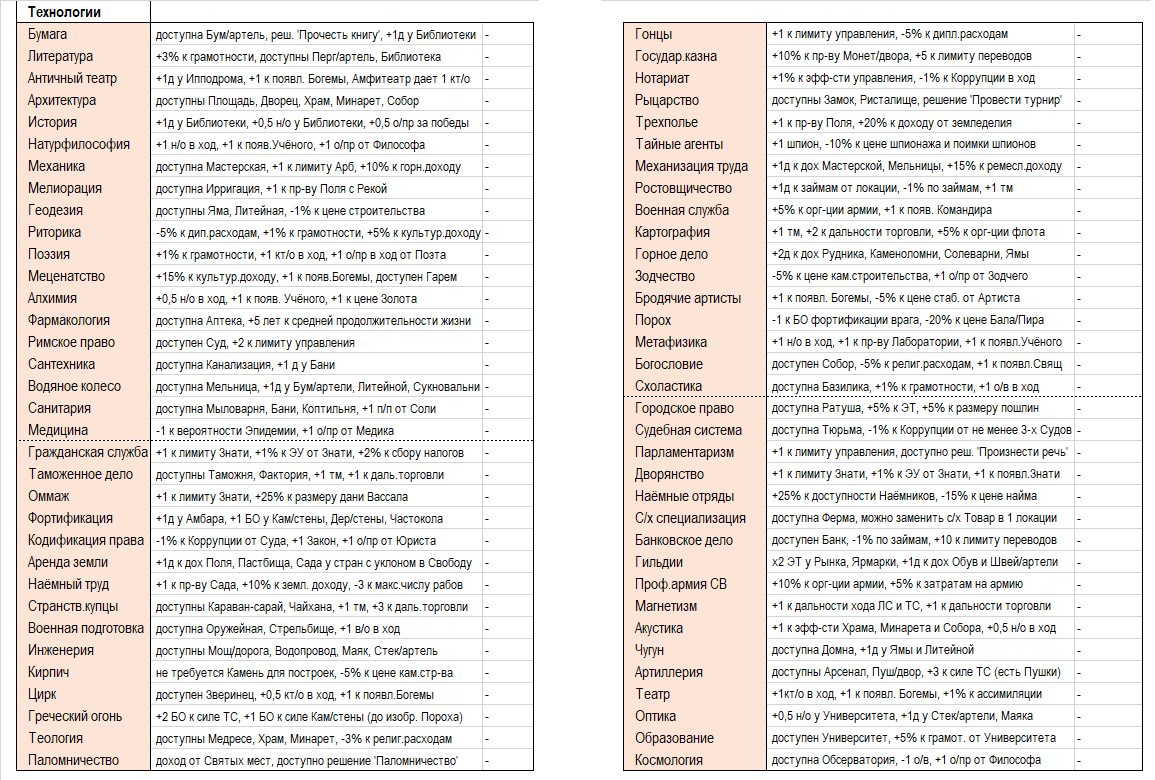 Технологии
Бумага доступна Бум/артель, реш. 'Прочесть книгу', +1д у Библиотеки -
Литература +3% к грамотности, доступны Перг/артель, Библиотека -
Античный театр +1д у Ипподрома, +1 к появл. Богемы, Амфитеатр дает 1 кт/о -
Архитектура доступны Площадь, Дворец, Храм, Минарет, Собор -
История +1д у Библиотеки, +0,5 н/о у Библиотеки, +0,5 о/пр за победы -
Натурфилософия +1 н/о в ход, +1 к появ.Учёного, +1 о/пр от Философа -
Механика доступна Мастерская, +1 к лимиту Арб, +10% к горн.доходу -
Мелиорация доступна Ирригация, +1 к пр-ву Поля с Рекой -
Геодезия доступны Яма, Литейная, -1% к цене строительства -
Риторика -5% к дип.расходам, +1% к грамотности, +5% к культур.доходу -
Поэзия +1% к грамотности, +1 кт/о в ход, +1 о/пр в ход от Поэта -
Меценатство +15% к культур.доходу, +1 к появ.Богемы, доступен Гарем -
Алхимия +0,5 н/о в ход, +1 к появ. Учёного, +1 к цене Золота -
Фармакология доступна Аптека, +5 лет к средней продолжительности жизни -
Римское право доступен Суд, +2 к лимиту управления -
Сантехника доступна Канализация, +1 д у Бани -
Водяное колесо доступна Мельница, +1д у Бум/артели, Литейной, Сукновальни -
Санитария доступна Мыловарня, Бани, Коптильня, +1 п/п от Соли -
Медицина -1 к вероятности Эпидемии, +1 о/пр от Медика -
Гражданская служба +1 к лимиту Знати, +1% к ЭУ от Знати, +2% к сбору налогов -
Таможенное дело доступны Таможня, Фактория, +1 тм, +1 к даль.торговли -
Оммаж +1 к лимиту Знати, +25% к размеру дани Вассала -
Фортификация +1д у Амбара, +1 БО у Кам/стены, Дер/стены, Частокола -
Кодификация права -1% к Коррупции от Суда, +1 Закон, +1 о/пр от Юриста -
Аренда земли +1д к дох Поля, Пастбища, Сада у стран с уклоном в Свободу -
Наёмный труд +1 к пр-ву Сада, +10% к земл. доходу, -3 к макс.числу рабов -
Странств.купцы доступны Караван-сарай, Чайхана, +1 тм, +3 к даль.торговли -
Военная подготовка доступна Оружейная, Стрельбище, +1 в/о в ход -
Инженерия доступны Мощ/дорога, Водопровод, Маяк, Стек/артель -
Кирпич не требуется Камень для построек, -5% к цене кам.стр-ва -
Цирк доступен Зверинец, +0,5 кт/о в ход, +1 к появл.Богемы -
Греческий огонь +2 БО к силе ТС, +1 БО к силе Кам/стены (до изобр. Пороха) -
Теология доступны Медресе, Храм, Минарет, -3% к религ.расходам -
Паломничество доход от Святых мест, доступно решение 'Паломничество' -
Гонцы +1 к лимиту управления, -5% к дипл.расходам -
Государ.казна +10% к пр-ву Монет/двора, +5 к лимиту переводов -
Нотариат +1% к эфф-сти управления, -1% к Коррупции в ход -
Рыцарство доступны Замок, Ристалище, решение 'Провести турнир' -
Трехполье +1 к пр-ву Поля, +20% к доходу от земледелия -
Тайные агенты +1 шпион, -10% к цене шпионажа и поимки шпионов -
Механизация труда +1д к дох Мастерской, Мельницы, +15% к ремесл.доходу -
Ростовщичество +1д к займам от локации, -1% по займам, +1 тм -
Военная служба +5% к орг-ции армии, +1 к появ. Командира -
Картография +1 тм, +2 к дальности торговли, +5% к орг-ции флота -
Горное дело +2д к дох Рудника, Каменоломни, Солеварни, Ямы -
Зодчество -5% к цене кам.строительства, +1 о/пр от Зодчего -
Бродячие артисты +1 к появл. Богемы, -5% к цене стаб. от Артиста -
Порох -1 к БО фортификации врага, -20% к цене Бала/Пира -
Метафизика +1 н/о в ход, +1 к пр-ву Лаборатории, +1 к появл.Учёного -
Богословие доступен Собор, -5% к религ.расходам, +1 к появл.Свящ -
Схоластика доступна Базилика, +1% к грамотности, +1 о/в в ход -
Городское право доступна Ратуша, +5% к ЭТ, +5% к размеру пошлин -
Судебная система доступна Тюрьма, -1% к Коррупции от не менее 3-х Судов -
Парламентаризм +1 к лимиту управления, доступно реш. 'Произнести речь' -
Дворянство +1 к лимиту Знати, +1% к ЭУ от Знати, +1 к появл.Знати -
Наёмные отряды +25% к доступности Наёмников, -15% к цене найма -
С/х специализация доступна Ферма, можно заменить с/х Товар в 1 локации -
Банковское дело доступен Банк, -1% по займам, +10 к лимиту переводов -
Гильдии х2 ЭТ у Рынка, Ярмарки, +1д к дох Обув и Швей/артели -
Проф.армия СВ +10% к орг-ции армии, +5% к затратам на армию -
Магнетизм +1 к дальности хода ЛС и ТС, +1 к дальности торговли -
Акустика +1 к эфф-сти Храма, Минарета и Собора, +0,5 н/о в ход -
Чугун доступна Домна, +1д у Ямы и Литейной -
Артиллерия доступны Арсенал, Пуш/двор, +3 к силе ТС (есть Пушки) -
Театр +1кт/о в ход, +1 к появл. Богемы, +1% к ассимиляции -
Оптика +0,5 н/о у Университета, +1д у Стек/артели, Маяка -
Образование доступен Университет, +5% к грамот. от Университета -
Космология доступна Обсерватория, -1 о/в, +1 о/пр от Философа -